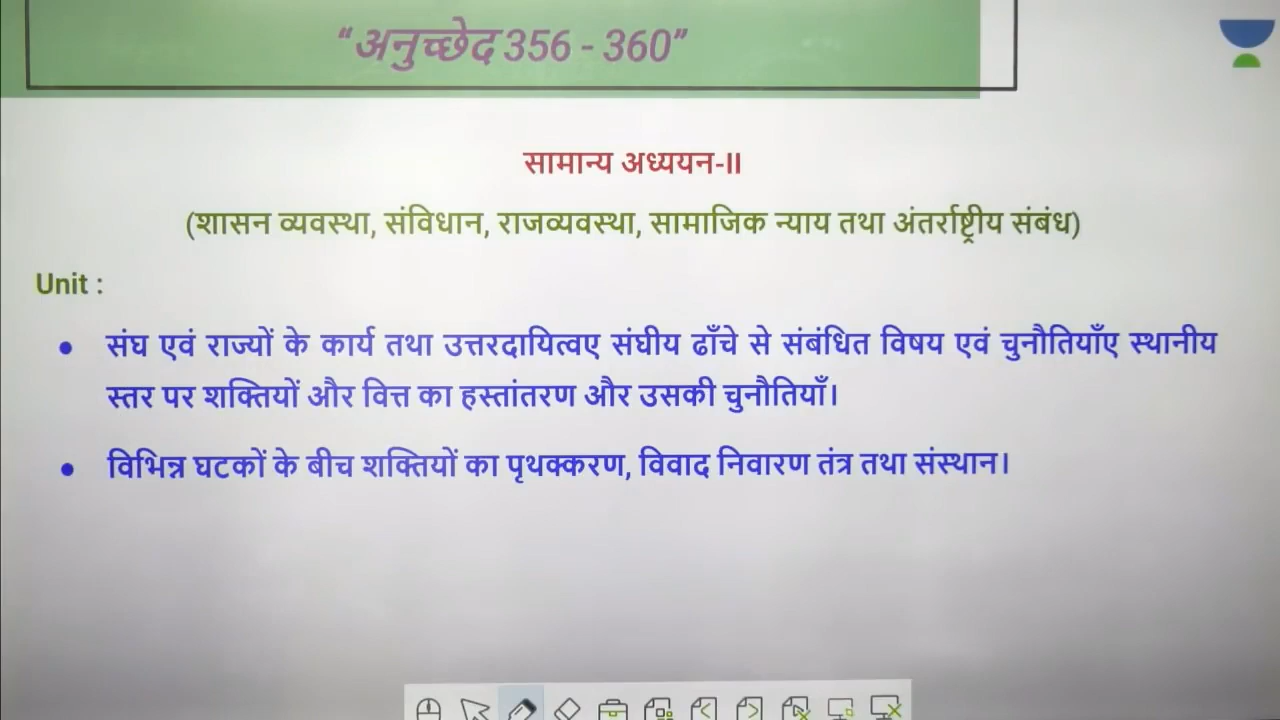 “अनुच्छेद 356 - 360”
सामान्य अध्ययन-II
(शासन व्यवस्था, संविधान, राजव्यवस्था, सामाजिक न्याय तथा अंतर्राष्ट्रीय संबंध)
Unit :
• संघ एवं राज्यों के कार्य तथा उत्तरदायित्वए संघीय ढाँचे से संबंधित विषय एवं चुनौतियाँए स्थानीय
स्तर पर शक्तियों और वित्त का हस्तांतरण और उसकी चुनौतियाँ।
• विभिन्न घटकों के बीच शक्तियों का पृथक्करण, विवाद निवारण तंत्र तथा संस्थान।